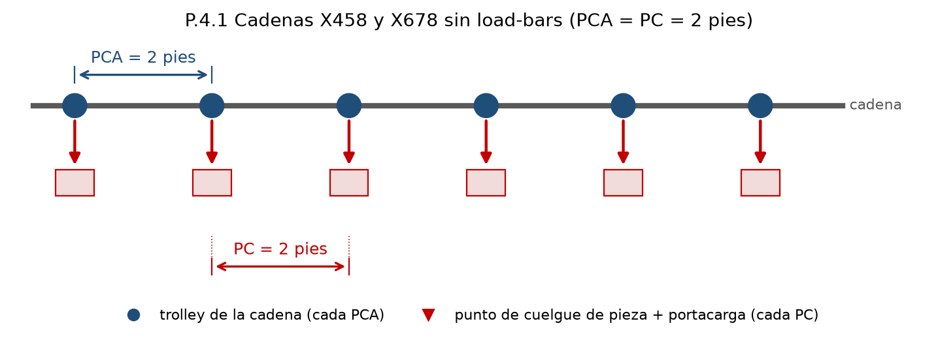 P.4.1 Cadenas X458 y X678 sin load-bars (PCA = PC = 2 pies)
PCA = 2 pies
cadena
PC = 2 pies
trolley de la cadena (cada PCA)
punto de cuelgue de pieza + portacarga (cada PC)